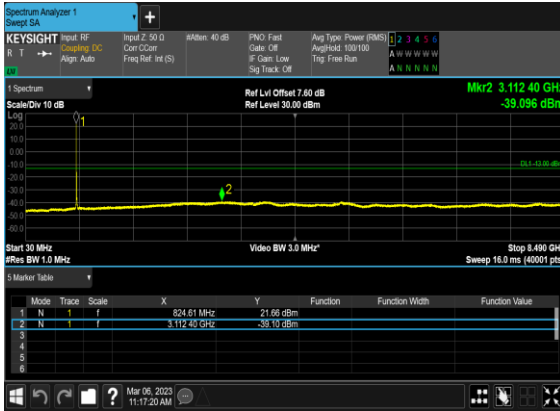 Spectrum Analyzer 1
Swept SA
+
KEYSIGHT
R T
Input: RF
Coupling: DC
Align: Auto
Input Z: 50 Ω
Corr CCorr
Freq Ref: Int (S)
#Atten: 40 dB
PNO: Fast
Gate: Off
IF Gain: Low
Sig Track: Off
Avg Type: Power (RMS)
Avg|Hold: 100/100
Trig: Free Run
1 2 3 4 5 6
A W W W W W
A N N N N N
1 Spectrum
Scale/Div 10 dB
Ref Lvl Offset 7.60 dB
Ref Level 30.00 dBm
Mkr2 3.112 40 GHz
-39.096 dBm
Log
20.0
10.0
0.00
-10.0
-20.0
-30.0
-40.0
-50.0
-60.0
1
2
DL1 -13.00 dBm
Start 30 MHz
#Res BW 1.0 MHz
Video BW 3.0 MHz*
Stop 8.490 GH
Sweep 16.0 ms (40001 pts
5 Marker Table
Mode Trace Scale X Y Function Function Width Function Value
1 N 1 f 824.61 MHz 21.66 dBm
2 N 1 f 3.112 40 GHz -39.10 dBm
3
4
5
6
?
Mar 06, 2023
11:17:20 AM